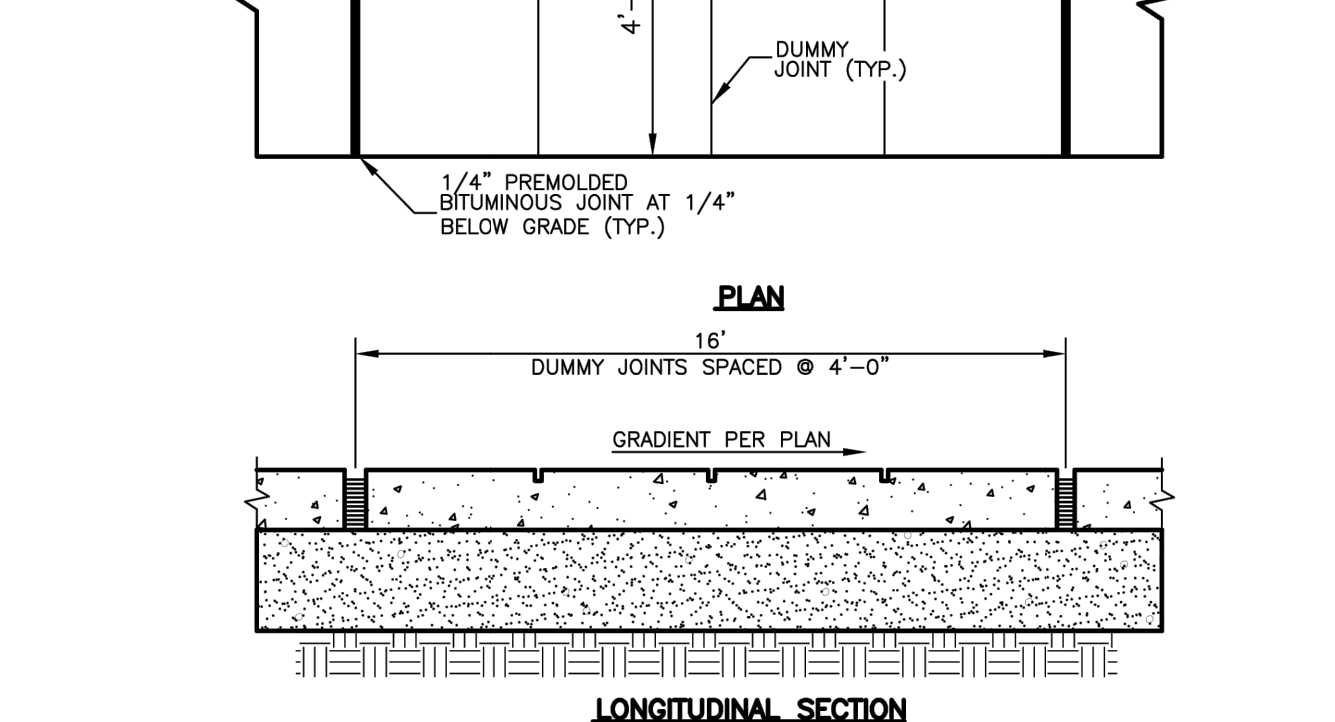 4'-
DUMMY
JOINT (TYP.)
1/4" PREMOLDED
BITUMINOUS JOINT AT 1/4"
BELOW GRADE (TYP.)
PLAN
16'
DUMMY JOINTS SPACED @ 4'-0"
GRADIENT PER PLAN
LONGITUDINAL SECTION